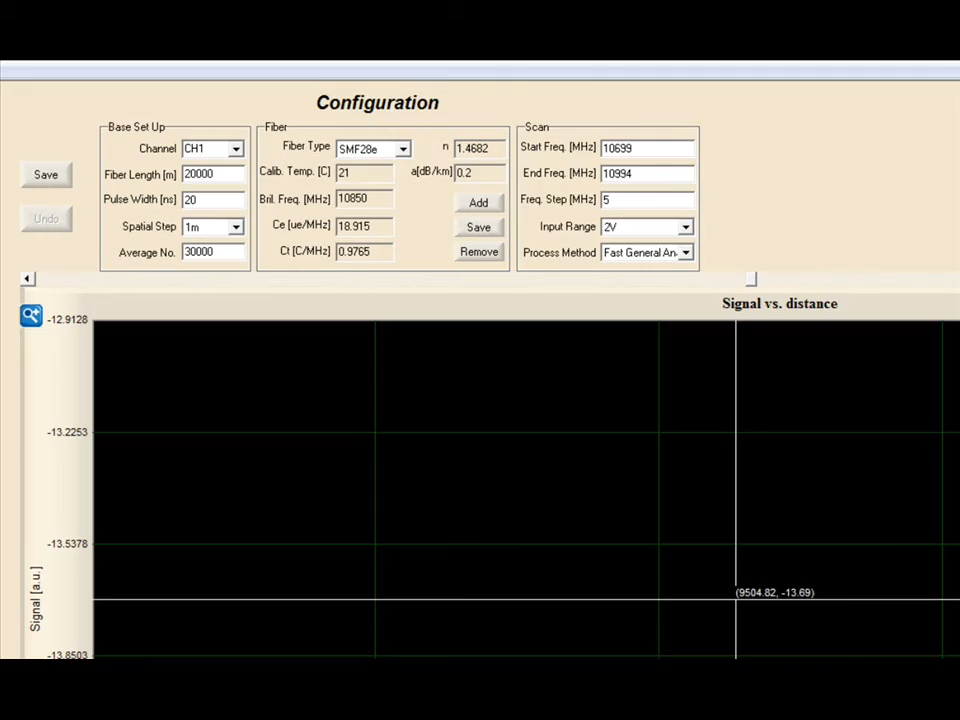 Configuration
Base Set Up
Channel CH1
Fiber Length [m] 20000
Pulse Width [ns] 20
Spatial Step 1m
Average No. 30000
Save
Undo
Fiber
Fiber Type SMF28e n 1.4682
Calib. Temp. [C] 21 a[dB/km] 0.2
Bril. Freq. [MHz] 10850 Add
Ce [ue/MHz] 18.915 Save
Ct [C/MHz] 0.9765 Remove
Scan
Start Freq. [MHz] 10699
End Freq. [MHz] 10994
Freq. Step [MHz] 5
Input Range 2V
Process Method Fast General An
Signal vs. distance
-12.9128
-13.2253
-13.5378
(9504.82, -13.69)
Signal [a.u.]
-13.8503